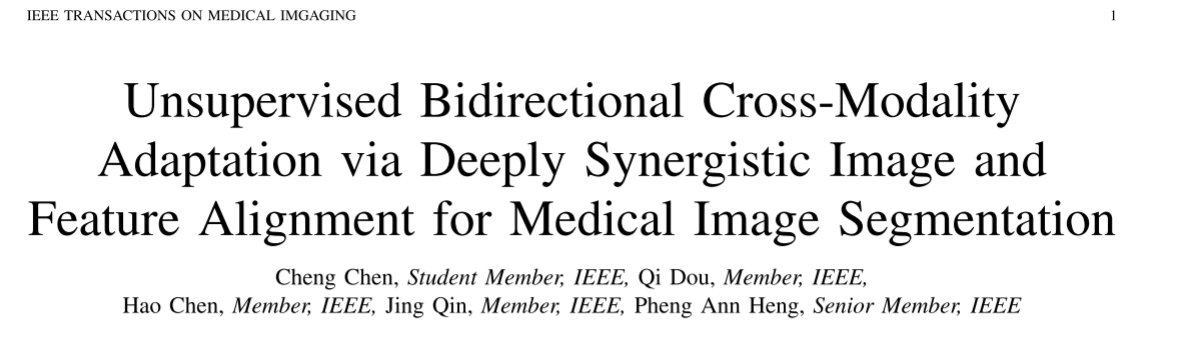 IEEE TRANSACTIONS ON MEDICAL IMGAGING 1
Unsupervised Bidirectional Cross-Modality
Adaptation via Deeply Synergistic Image and
Feature Alignment for Medical Image Segmentation
Cheng Chen, Student Member, IEEE, Qi Dou, Member, IEEE,
Hao Chen, Member, IEEE, Jing Qin, Member, IEEE, Pheng Ann Heng, Senior Member, IEEE